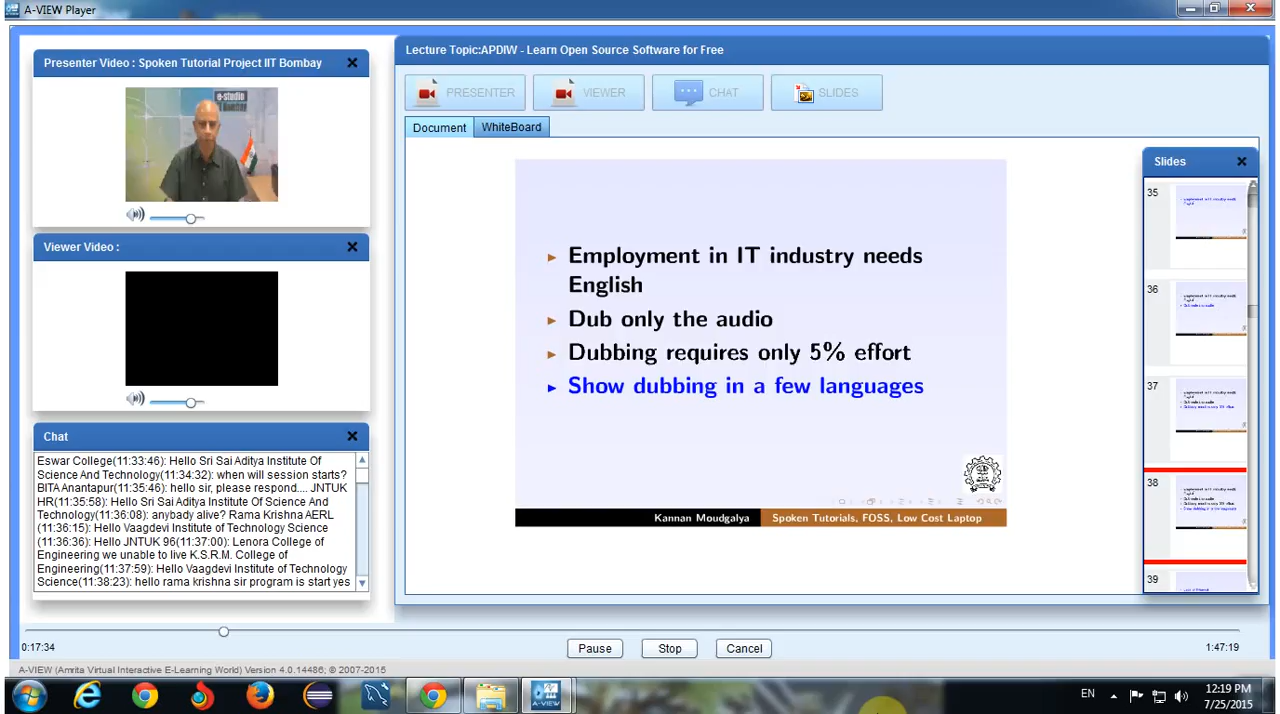 A-VIEW Player
Presenter Video : Spoken Tutorial Project IIT Bombay
Viewer Video :
Chat
Eswar College(11:33:46): Hello Sri Sai Aditya Institute Of
Science And Technology(11:34:32): when will session starts?
BITA Anantapur(11:35:46): hello sir, please respond.... JNTUK
HR(11:35:58): Hello Sri Sai Aditya Institute Of Science And
Technology(11:36:08): anybady alive? Rama Krishna AERL
(11:36:15): Hello Vaagdevi Institute of Technology Science
(11:36:36): Hello JNTUK 96(11:37:00): Lenora College of
Engineering we unable to live K.S.R.M. College of
Engineering(11:37:59): Hello Vaagdevi Institute of Technology
Science(11:38:23): hello rama krishna sir program is start yes
Lecture Topic:APDIW - Learn Open Source Software for Free
PRESENTER
VIEWER
CHAT
SLIDES
Document
WhiteBoard
Employment in IT industry needs
English
Dub only the audio
Dubbing requires only 5% effort
Show dubbing in a few languages
Kannan Moudgalya
Spoken Tutorials, FOSS, Low Cost Laptop
Slides
35
36
37
38
39
0:17:34
Pause
Stop
Cancel
1:47:19
A-VIEW (Amrita Virtual Interactive E-Learning World) Version 4.0.14486; © 2007-2015
A-VIEW
EN
12:19 PM
7/25/2015